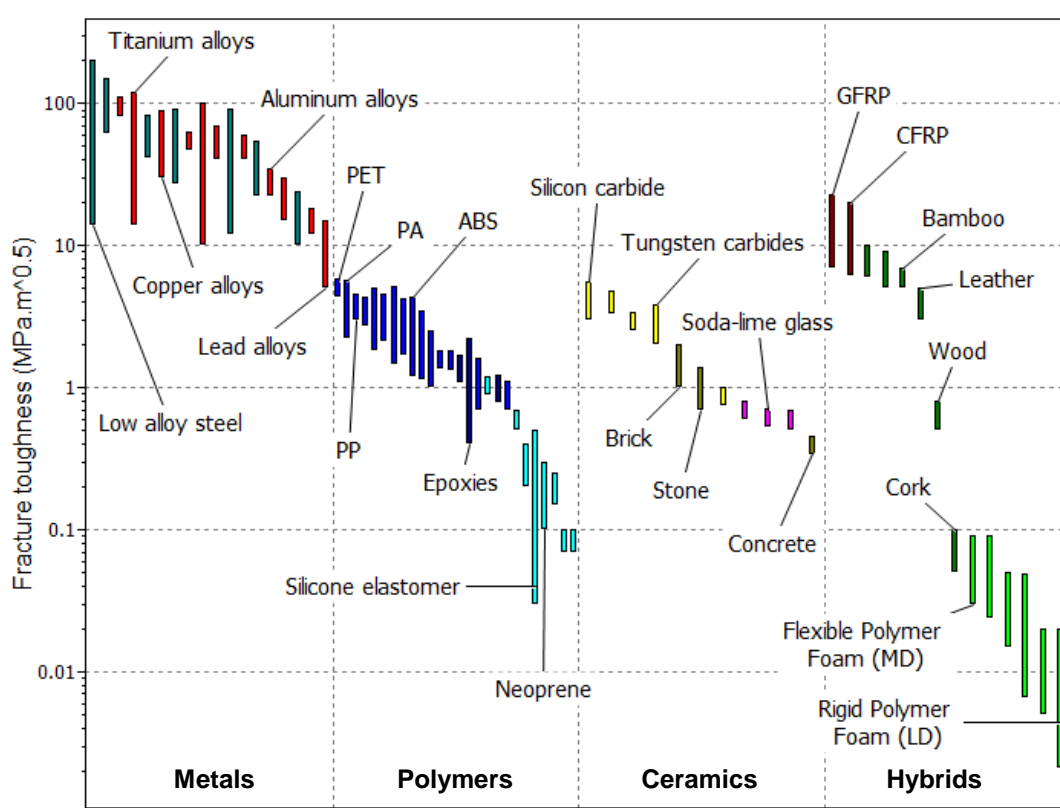 Titanium alloys
GFRP
100
Aluminum alloys
CFRP
PET
Silicon carbide
ABS
Bamboo
PA
Tungsten carbides
10
Leather
Copper alloys
Soda-lime glass
Lead alloys
Wood
1
Low alloy steel
Brick
PP
Epoxies
Stone
Cork
0.1
Concrete
Silicone elastomer
Flexible Polymer
Foam (MD)
0.01
Neoprene
Rigid Polymer
Foam (LD)
Fracture toughness (MPa.m^0.5)
Metals
Polymers
Ceramics
Hybrids